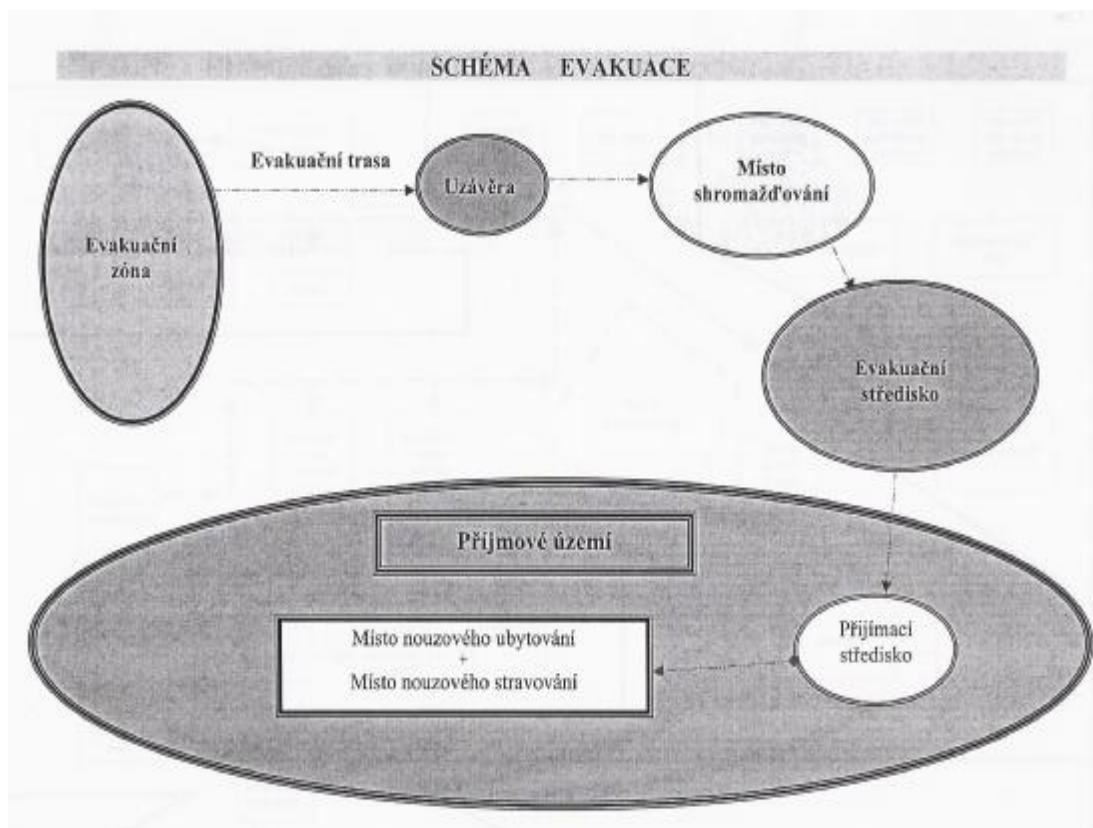 SCHÉMA EVAKUACE
Evakuační trasa
Uzávěra
Místo
shromažďování
Evakuační
zóna
Evakuační
středisko
Příjmové území
Místo nouzového ubytování
+
Místo nouzového stravování
Přijímací
středisko